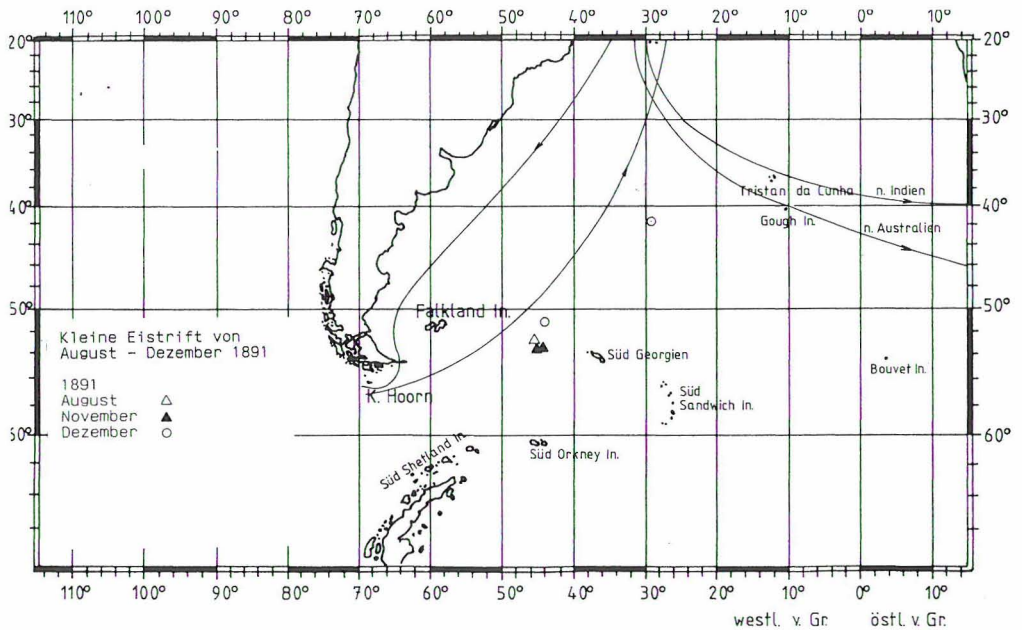 110° 100° 90° 80° 70° 60° 50° 40° 30° 20° 10° 0° 10°
20° 20°
30° 30°
Tristan da Cunha n. Indien
40° 40°
Gough In.
n. Australien
50° Falkland In. 50°
Kleine Eistrift von
August - Dezember 1891
Süd Georgien
Bouvet In.
1891
August △
November ▲
Dezember ○
K. Hoorn
Süd
Sandwich In.
60° 60°
Süd Shetland In.
Süd Orkney In.
110° 100° 90° 80° 70° 60° 50° 40° 30° 20° 10° 0° 10°
westl. v. Gr. östl. v. Gr.